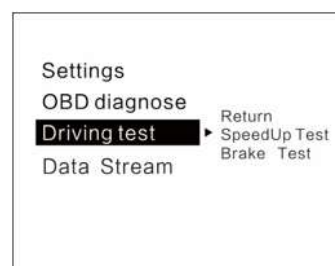 Settings
OBD diagnose
Driving test
Data Stream
Return
SpeedUp Test
Brake Test